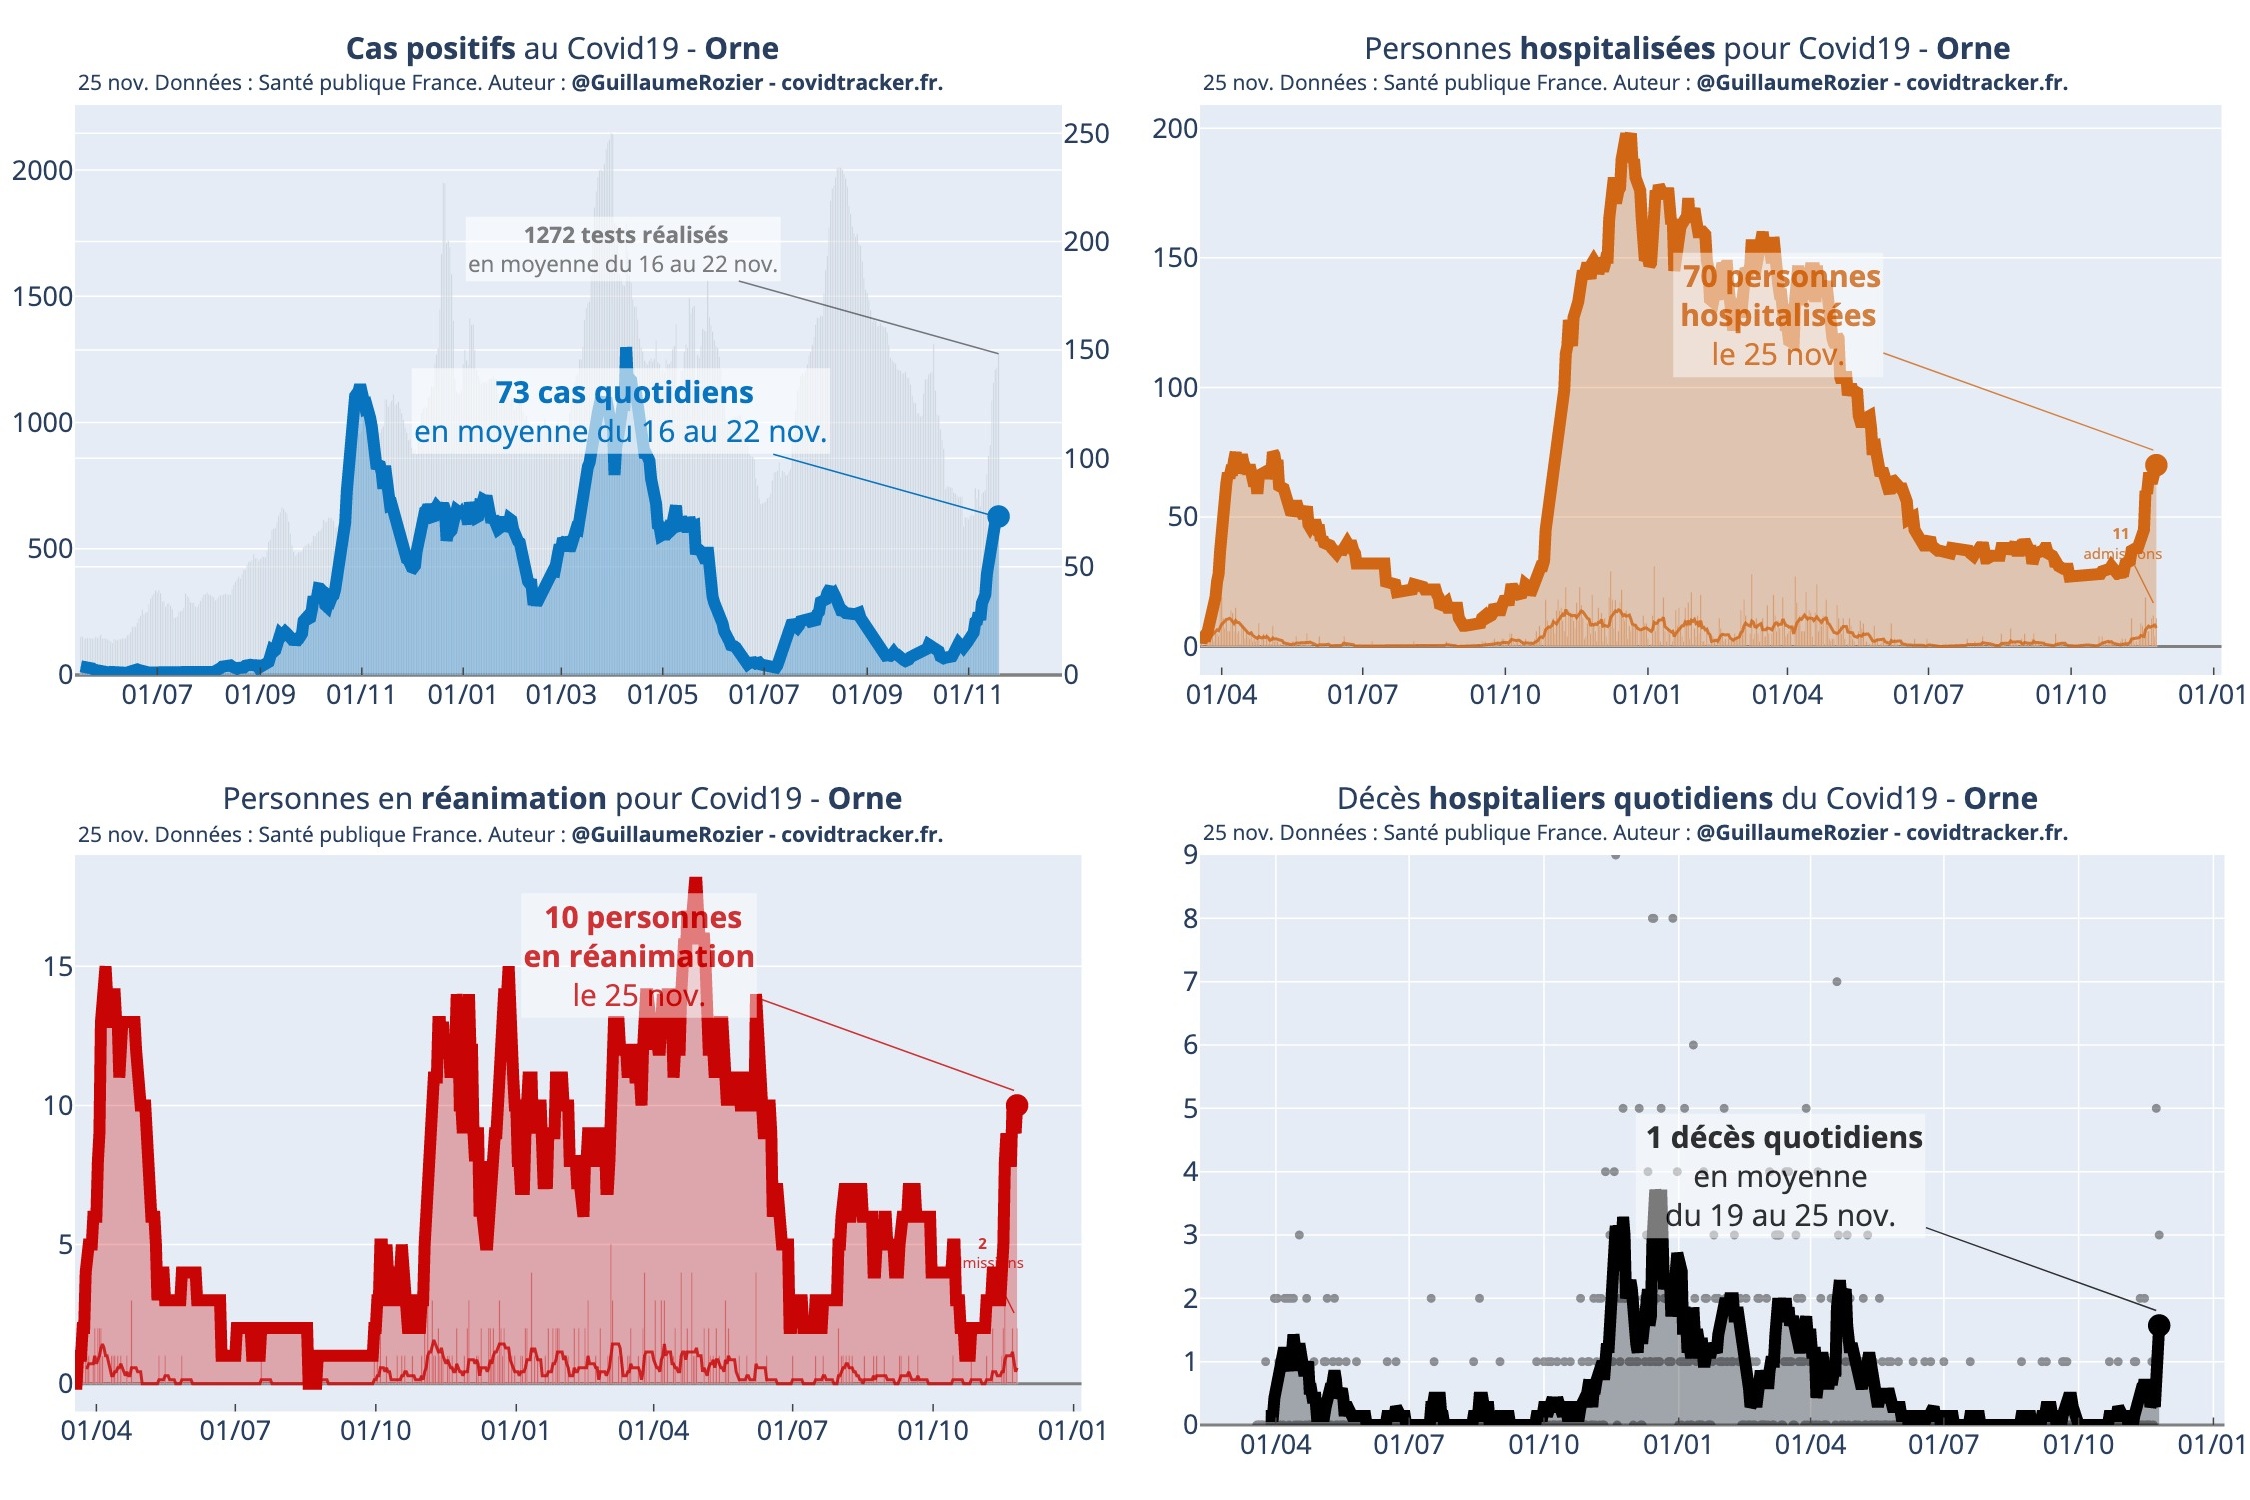 Cas positifs au Covid19 - Orne
25 nov. Données : Santé publique France. Auteur : @GuillaumeRozier - covidtracker.fr.
2000
1500
1000
500
0
250
200
150
100
50
0
1272 tests réalisés
en moyenne du 16 au 22 nov.
73 cas quotidiens
en moyenne du 16 au 22 nov.
01/07 01/09 01/11 01/01 01/03 01/05 01/07 01/09 01/11
Personnes hospitalisées pour Covid19 - Orne
25 nov. Données : Santé publique France. Auteur : @GuillaumeRozier - covidtracker.fr.
200
150
100
50
0
70 personnes
hospitalisées
le 25 nov.
11
admissions
01/04 01/07 01/10 01/01 01/04 01/07 01/10 01/01
Personnes en réanimation pour Covid19 - Orne
25 nov. Données : Santé publique France. Auteur : @GuillaumeRozier - covidtracker.fr.
15
10
5
0
10 personnes
en réanimation
le 25 nov.
2
admissions
01/04 01/07 01/10 01/01 01/04 01/07 01/10 01/01
Décès hospitaliers quotidiens du Covid19 - Orne
25 nov. Données : Santé publique France. Auteur : @GuillaumeRozier - covidtracker.fr.
9
8
7
6
5
4
3
2
1
0
1 décès quotidiens
en moyenne
du 19 au 25 nov.
01/04 01/07 01/10 01/01 01/04 01/07 01/10 01/01